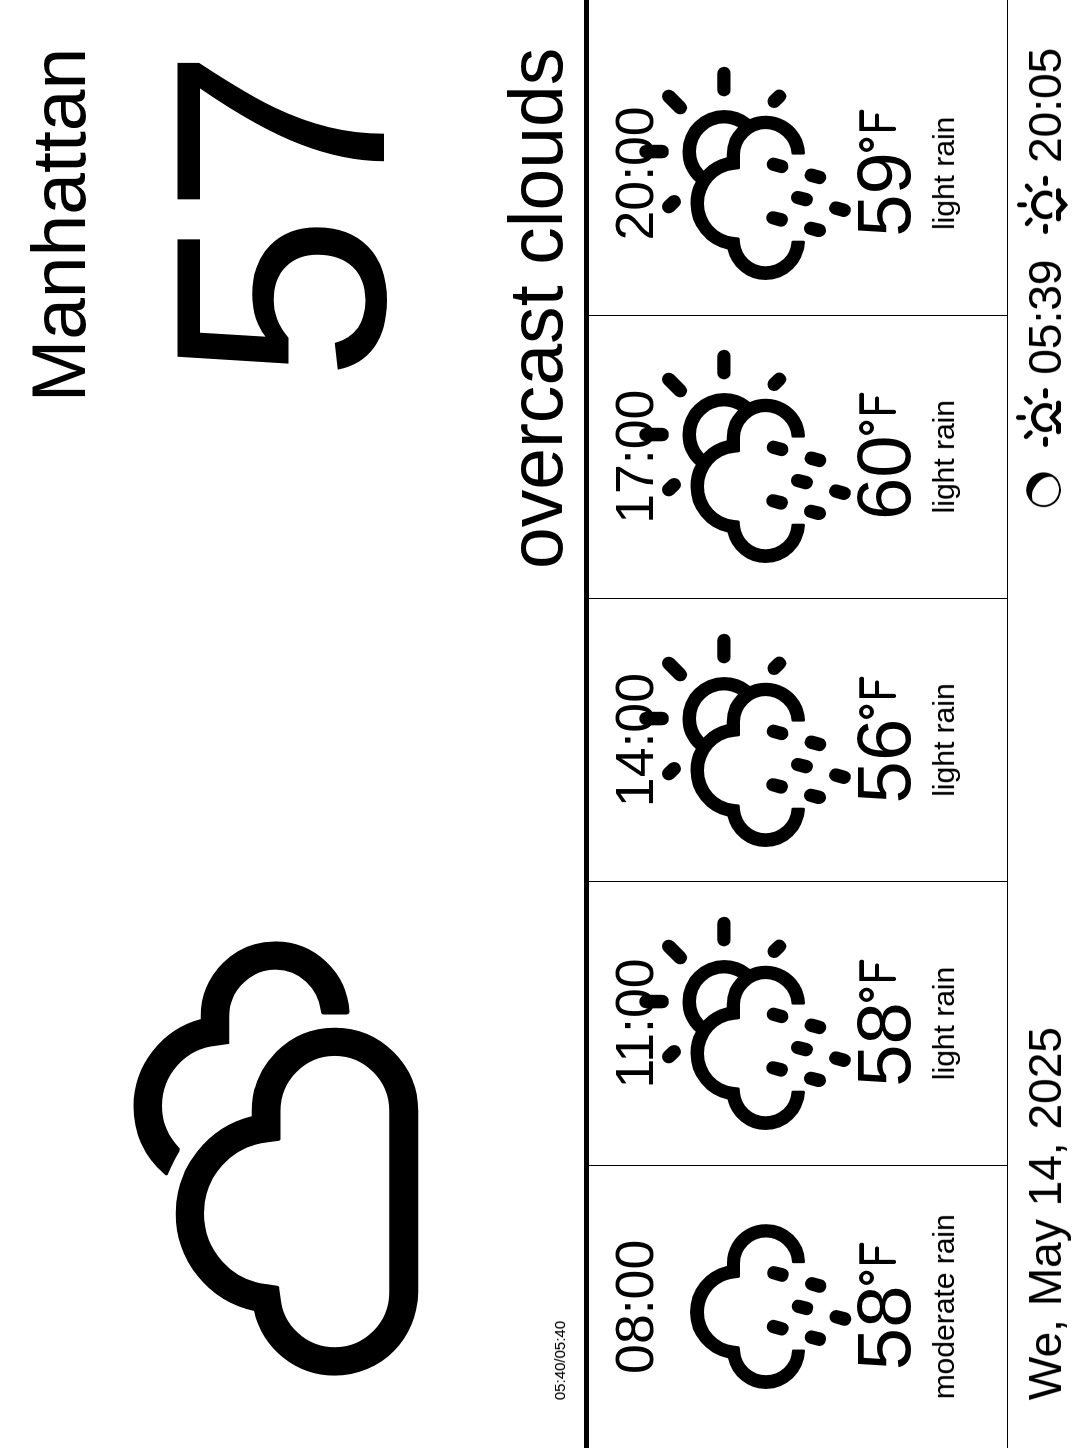 Manhattan
57
overcast clouds
05:40/05:40
08:00
11:00
14:00
17:00
20:00
58°F
58°F
56°F
60°F
59°F
moderate rain
light rain
light rain
light rain
light rain
We, May 14, 2025
05:39
20:05